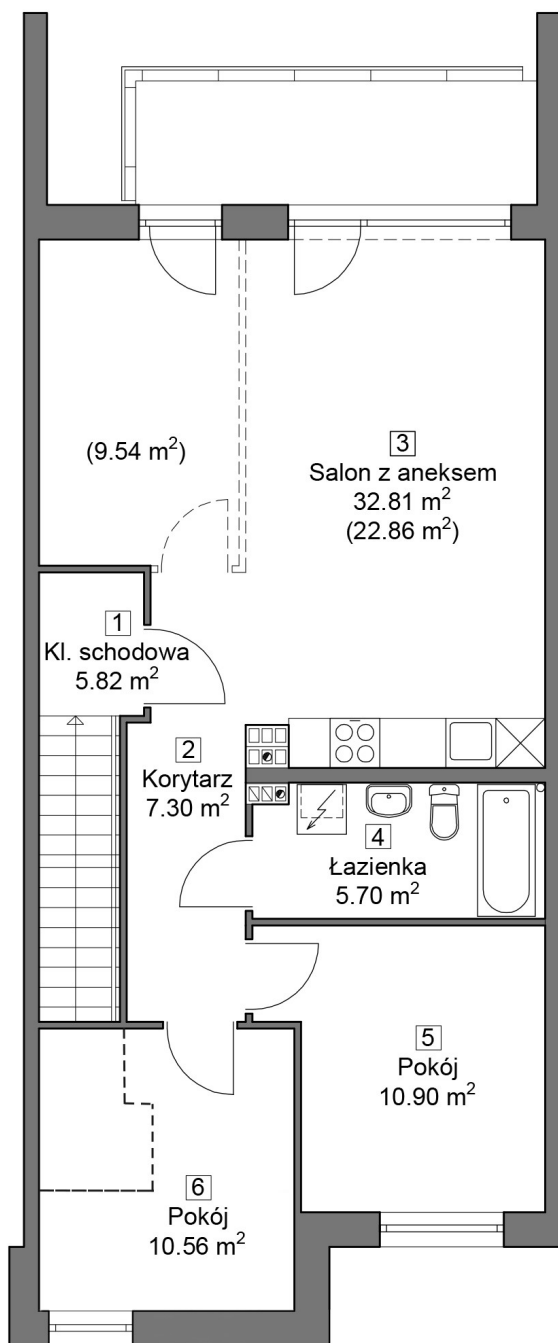 (9.54 m²)
3
Salon z aneksem
32.81 m²
(22.86 m²)
1
Kl. schodowa
5.82 m²
2
Korytarz
7.30 m²
4
Łazienka
5.70 m²
5
Pokój
10.90 m²
6
Pokój
10.56 m²